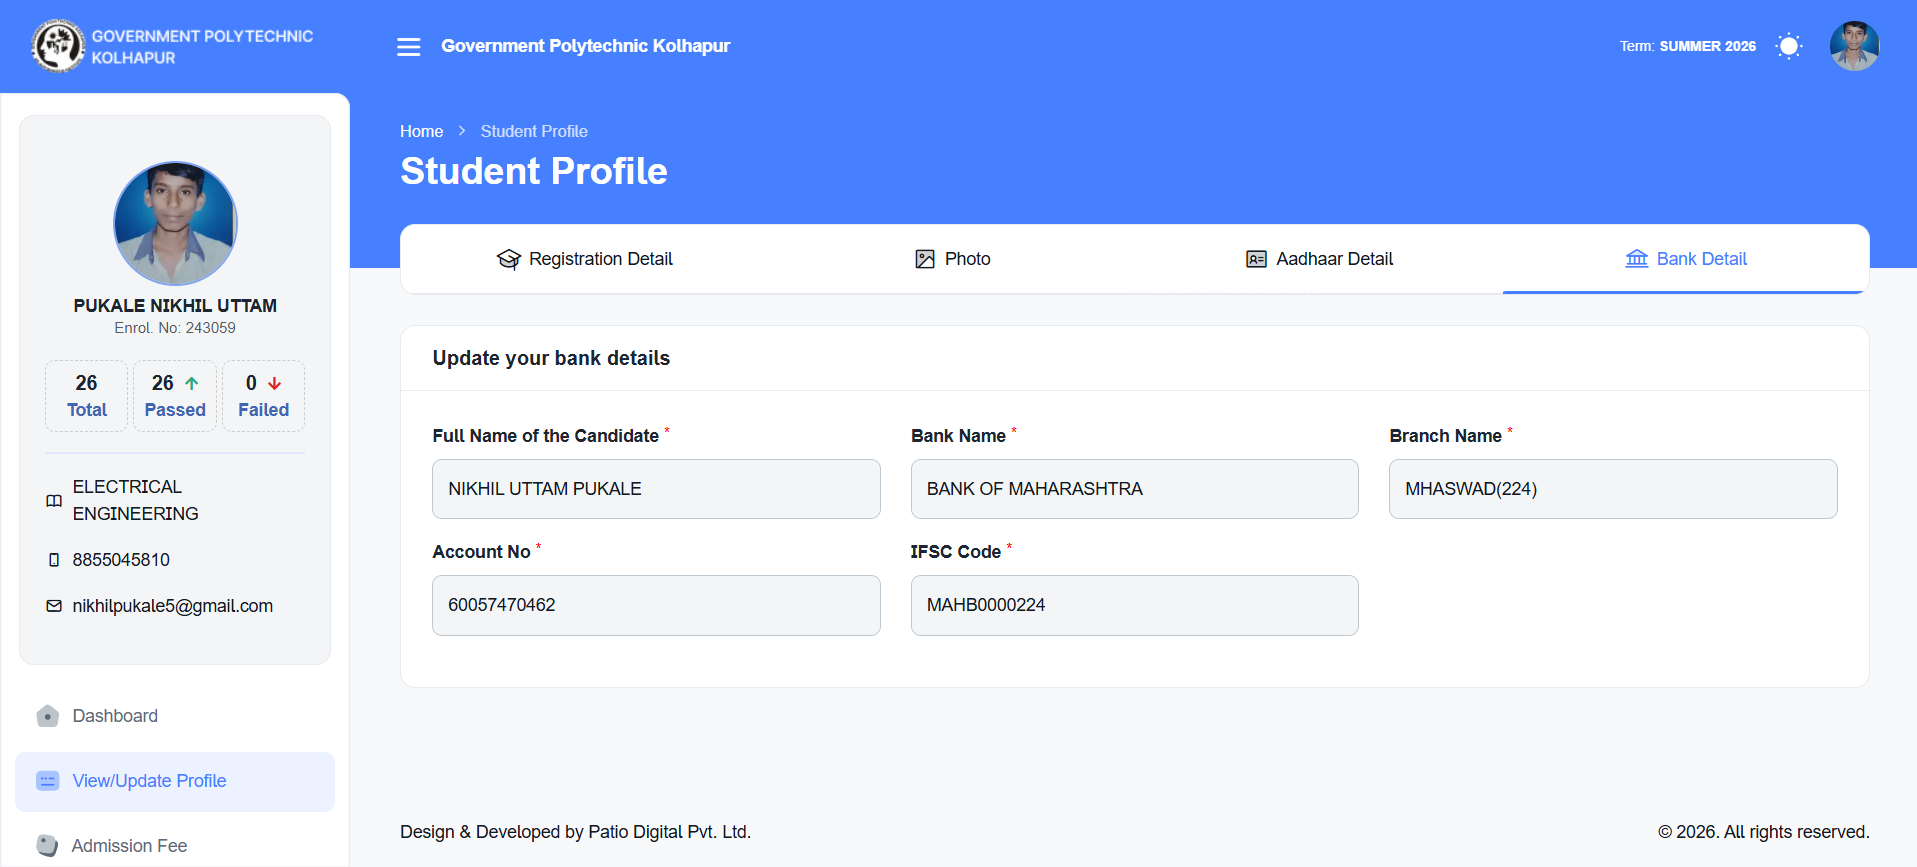 GOVERNMENT POLYTECHNIC
KOLHAPUR
Government Polytechnic Kolhapur
Term: SUMMER 2026
PUKALE NIKHIL UTTAM
Enrol. No: 243059
26
Total
26
Passed
0
Failed
ELECTRICAL
ENGINEERING
8855045810
nikhilpukale5@gmail.com
Dashboard
View/Update Profile
Admission Fee
Home > Student Profile
Student Profile
Registration Detail
Photo
Aadhaar Detail
Bank Detail
Update your bank details
Full Name of the Candidate *
NIKHIL UTTAM PUKALE
Bank Name *
BANK OF MAHARASHTRA
Branch Name *
MHASWAD(224)
Account No *
60057470462
IFSC Code *
MAHB0000224
Design & Developed by Patio Digital Pvt. Ltd.
© 2026. All rights reserved.